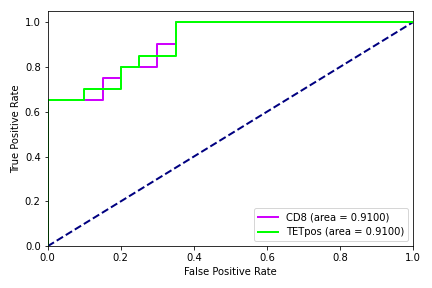 1.0
0.8
0.6
0.4
0.2
0.0
True Positive Rate
CD8 (area = 0.9100)
TETpos (area = 0.9100)
0.0 0.2 0.4 0.6 0.8 1.0
False Positive Rate